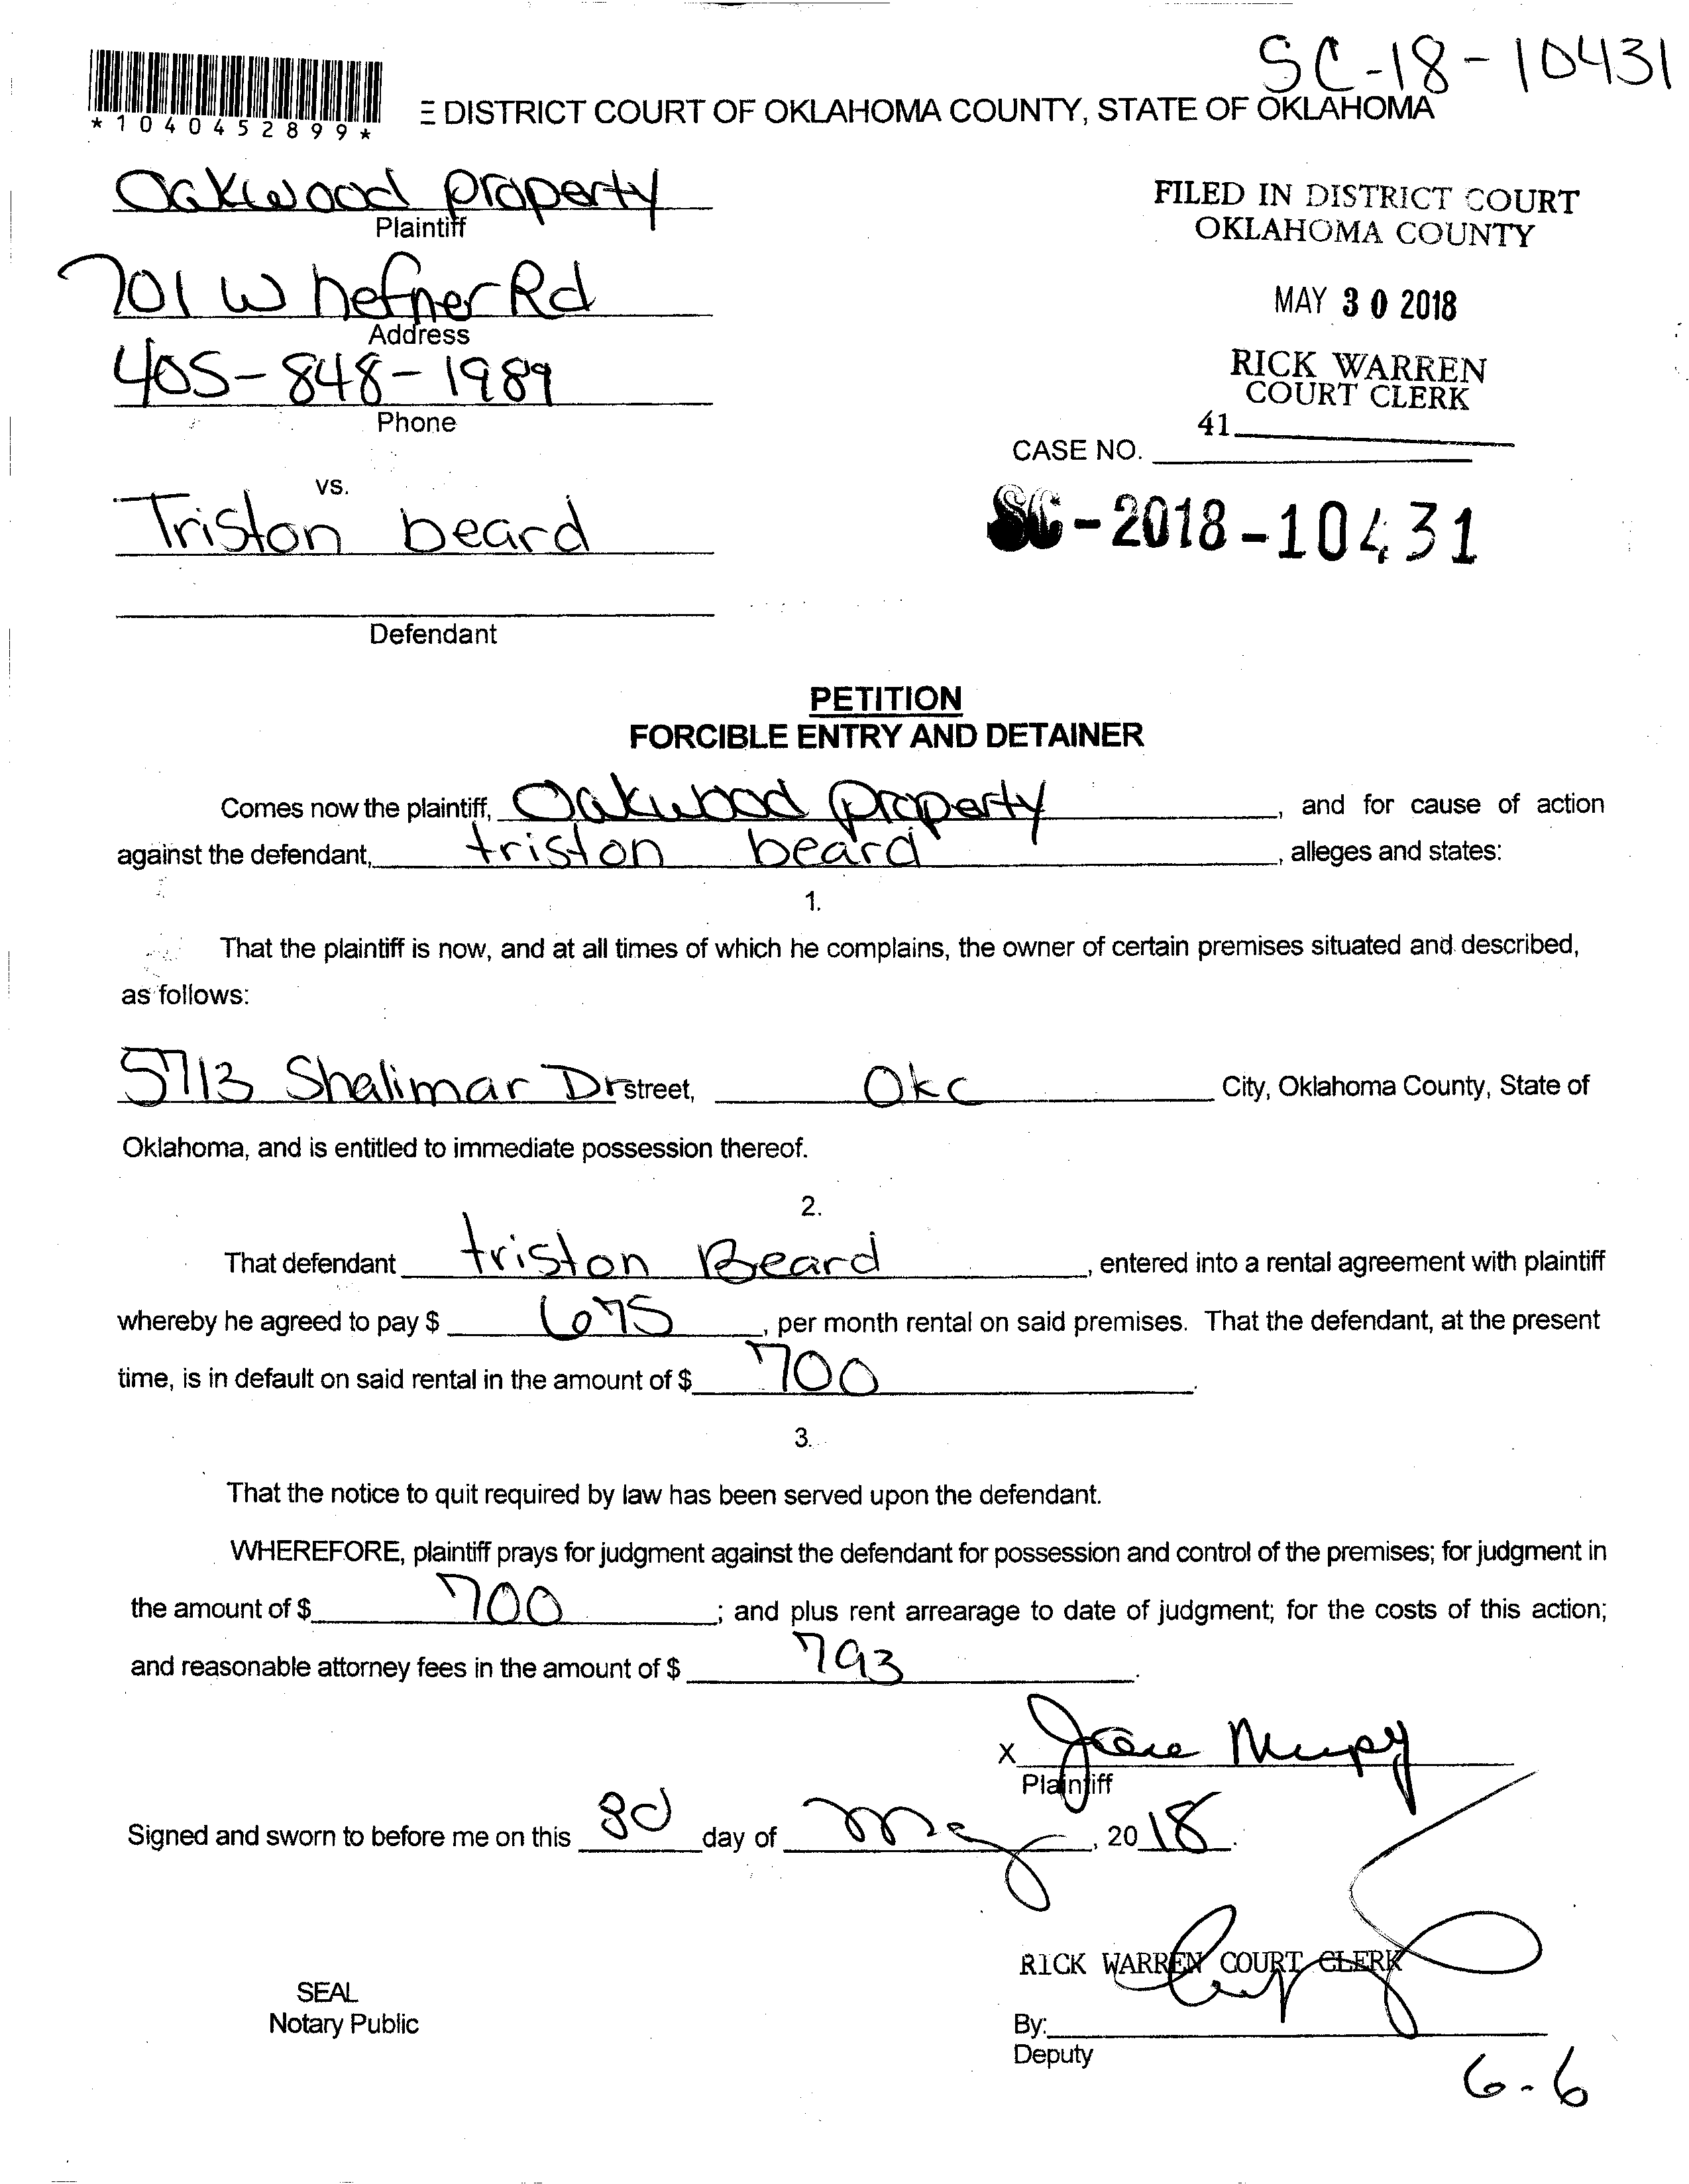 SC-18-10431
*1040452899*
E DISTRICT COURT OF OKLAHOMA COUNTY, STATE OF OKLAHOMA
Oakwood property
Plaintiff
701 W hefner Rd
Address
405-848-1989
Phone
FILED IN DISTRICT COURT
OKLAHOMA COUNTY
MAY 30 2018
RICK WARREN
COURT CLERK
41
CASE NO.
SC-2018-10431
vs.
Triston beard
Defendant
PETITION
FORCIBLE ENTRY AND DETAINER
Comes now the plaintiff, Oakwood property, and for cause of action
against the defendant, triston beard, alleges and states:
1.
That the plaintiff is now, and at all times of which he complains, the owner of certain premises situated and described,
as follows:
5713 Shalimar Dr street, Okc City, Oklahoma County, State of
Oklahoma, and is entitled to immediate possession thereof.
2.
That defendant triston Beard, entered into a rental agreement with plaintiff
whereby he agreed to pay $ 675, per month rental on said premises. That the defendant, at the present
time, is in default on said rental in the amount of $ 700.
3.
That the notice to quit required by law has been served upon the defendant.
WHEREFORE, plaintiff prays for judgment against the defendant for possession and control of the premises; for judgment in
the amount of $ 700; and plus rent arrearage to date of judgment; for the costs of this action;
and reasonable attorney fees in the amount of $ 793.
X
Plaintiff
Signed and sworn to before me on this 30 day of May, 2018.
RICK WARREN COURT CLERK
SEAL
Notary Public
By:
Deputy
6-6